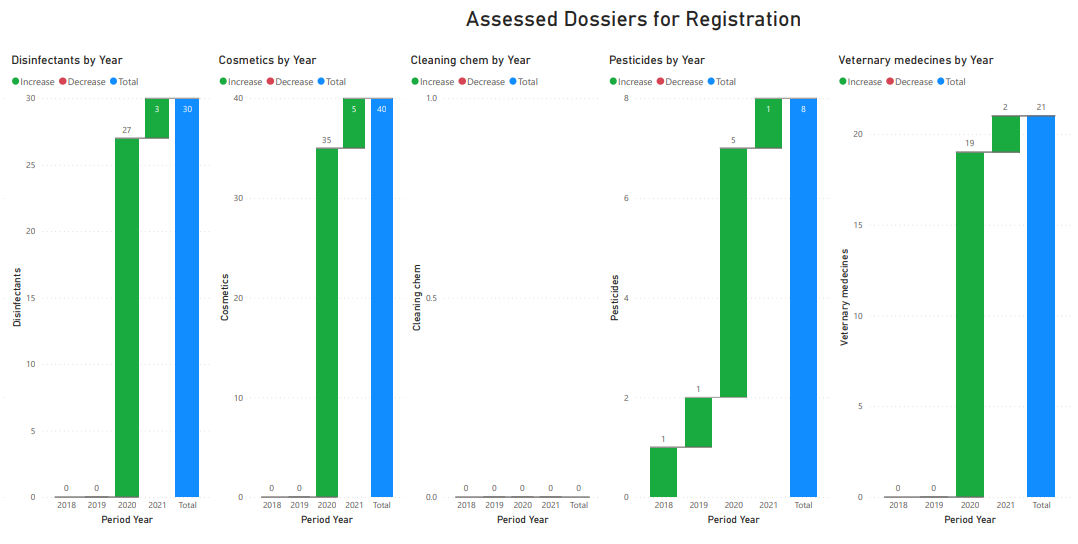 Assessed Dossiers for Registration
Disinfectants by Year
Increase Decrease Total
30
25
20
15
10
5
0
Disinfectants
0 0 27 3 30
2018 2019 2020 2021 Total
Period Year
Cosmetics by Year
Increase Decrease Total
40
30
20
10
0
Cosmetics
0 0 35 5 40
2018 2019 2020 2021 Total
Period Year
Cleaning chem by Year
Increase Decrease Total
1.0
0.5
0.0
Cleaning chem
0 0 0 0 0
2018 2019 2020 2021 Total
Period Year
Pesticides by Year
Increase Decrease Total
8
6
4
2
0
Pesticides
1 1 5 1 8
2018 2019 2020 2021 Total
Period Year
Veternary medecines by Year
Increase Decrease Total
20
15
10
5
0
Veternary medecines
0 0 19 2 21
2018 2019 2020 2021 Total
Period Year